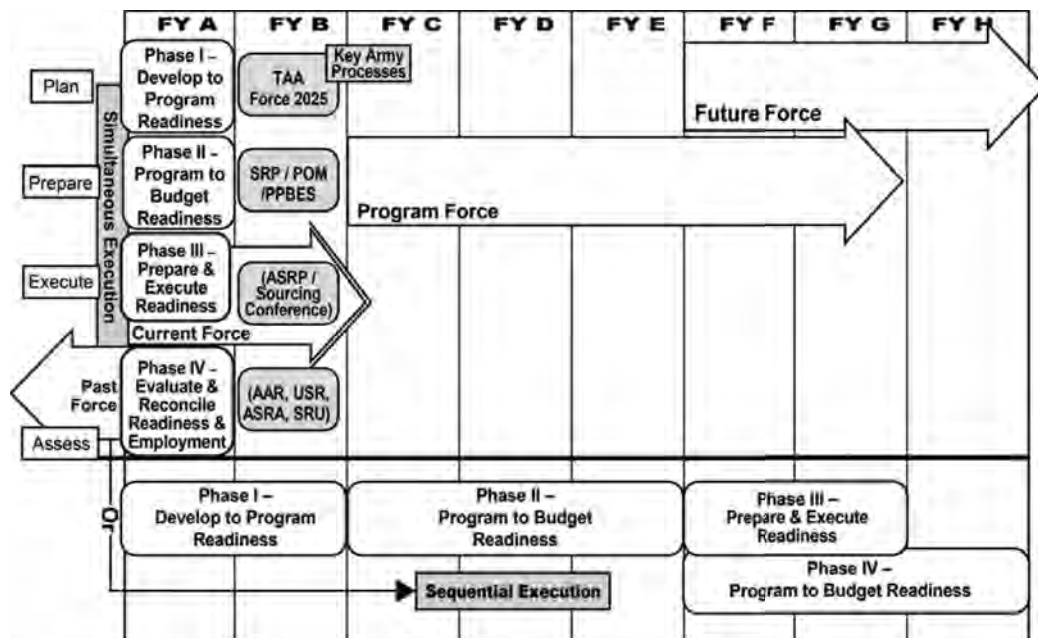 FY A FY B FY C FY D FY E FY F FY G FY H
Plan
Phase I –
Develop to
Program
Readiness
TAA
Force 2025
Key Army
Processes
Future Force
Simultaneous Execution
Prepare
Phase II –
Program to
Budget
Readiness
SRP / POM
/PPBES
Program Force
Execute
Phase III –
Prepare &
Execute
Readiness
(ASRP /
Sourcing
Conference)
Current Force
Past
Force
Phase IV –
Evaluate &
Reconcile
Readiness &
Employment
(AAR, USR,
ASRA, SRU)
Assess
Or
Phase I –
Develop to Program
Readiness
Phase II –
Program to Budget
Readiness
Phase III –
Prepare & Execute
Readiness
Sequential Execution
Phase IV –
Program to Budget Readiness